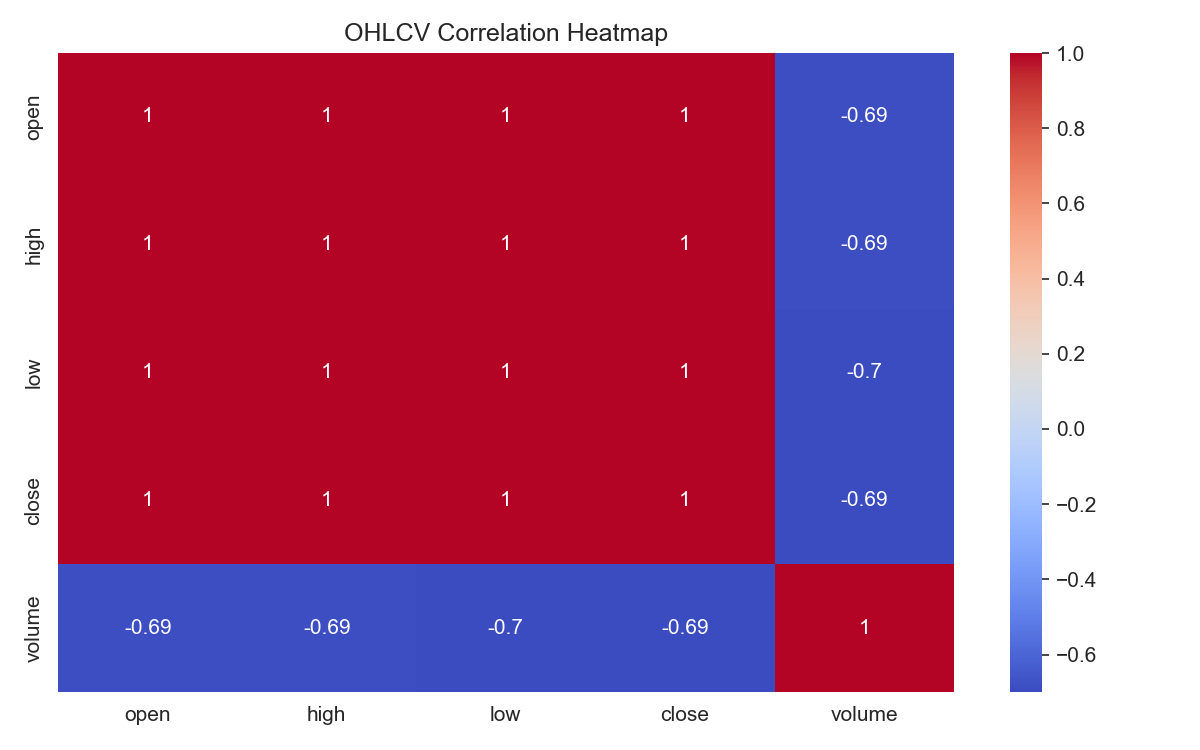 OHLCV Correlation Heatmap
open 1 1 1 1 -0.69
high 1 1 1 1 -0.69
low 1 1 1 1 -0.7
close 1 1 1 1 -0.69
volume -0.69 -0.69 -0.7 -0.69 1
open high low close volume
1.0
0.8
0.6
0.4
0.2
0.0
−0.2
−0.4
−0.6